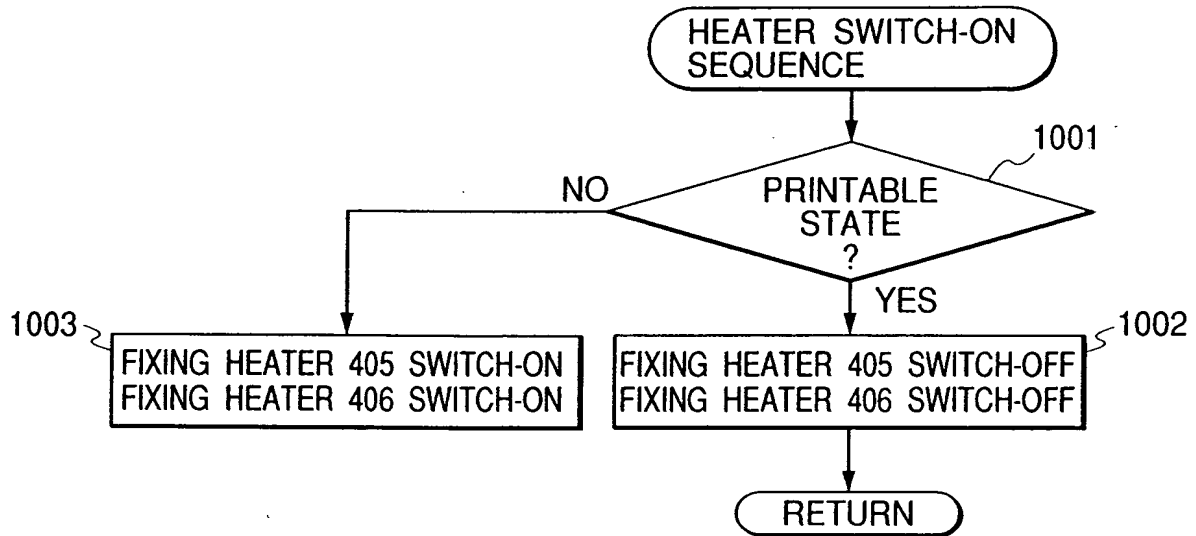 HEATER SWITCH-ON
SEQUENCE
1001
NO
PRINTABLE
STATE
?
YES
1003
FIXING HEATER 405 SWITCH-ON
FIXING HEATER 406 SWITCH-ON
1002
FIXING HEATER 405 SWITCH-OFF
FIXING HEATER 406 SWITCH-OFF
RETURN